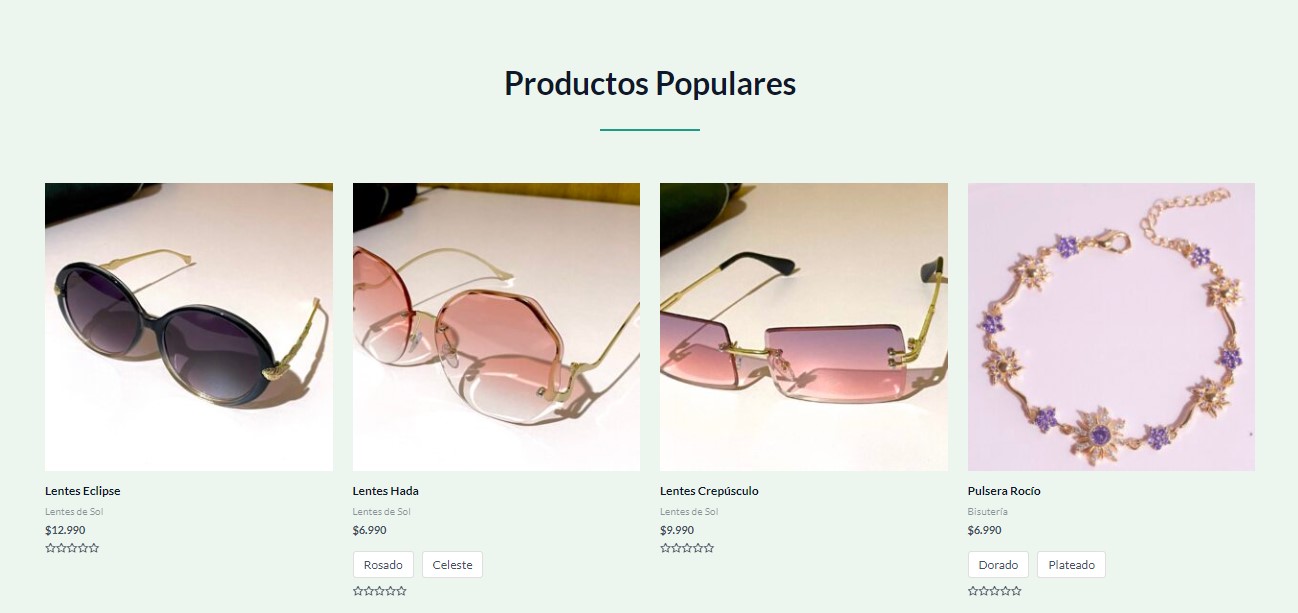 Productos Populares
Lentes Eclipse
Lentes de Sol
$12.990
Lentes Hada
Lentes de Sol
$6.990
Rosado Celeste
Lentes Crepúsculo
Lentes de Sol
$9.990
Pulsera Rocío
Bisutería
$6.990
Dorado Plateado